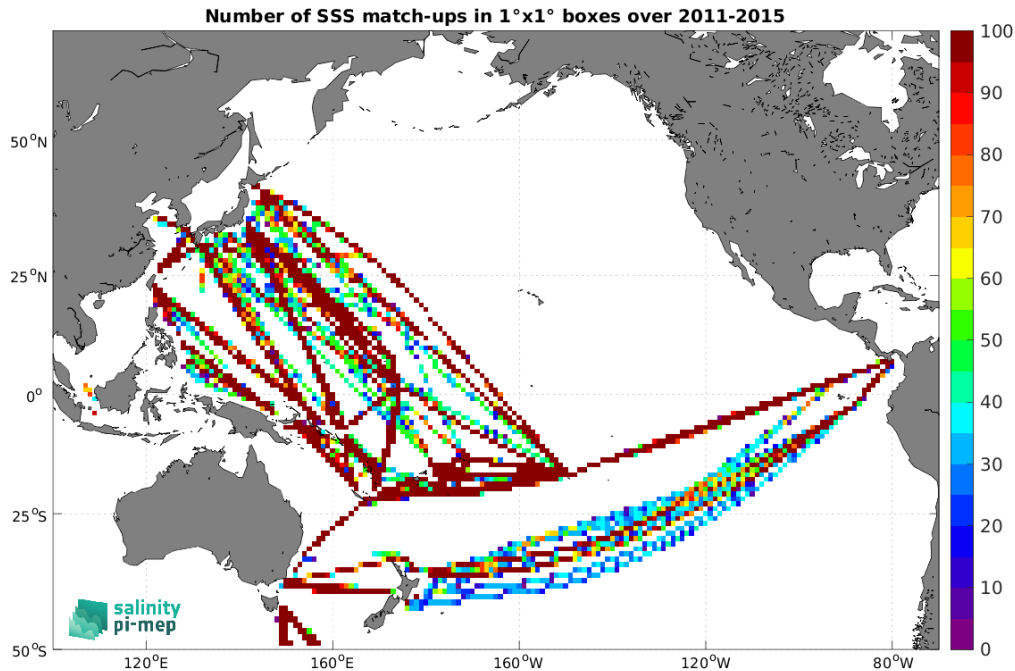 Number of SSS match-ups in 1°x1° boxes over 2011-2015
50°N
25°N
0°
25°S
50°S
120°E
160°E
160°W
120°W
80°W
100
90
80
70
60
50
40
30
20
10
0
salinity
pi-mep